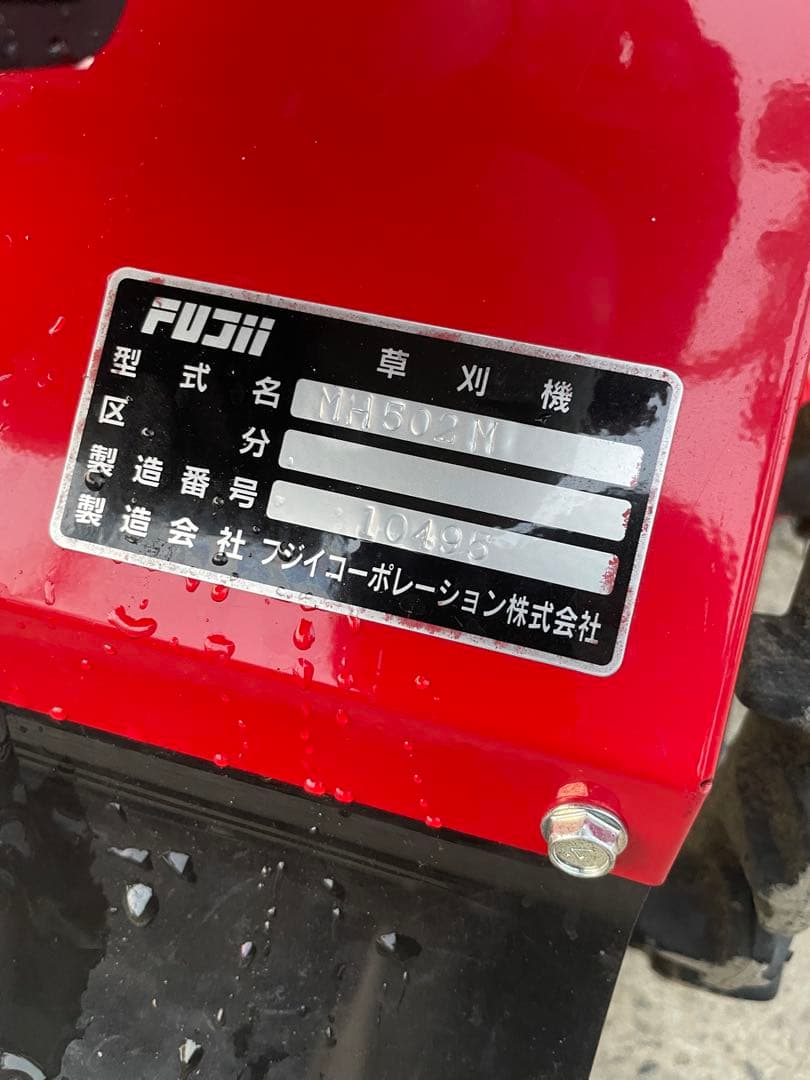 FUJii
草刈機
型式名 MH502M
区分
製造番号 10495
製造会社 フジイコーポレーション株式会社